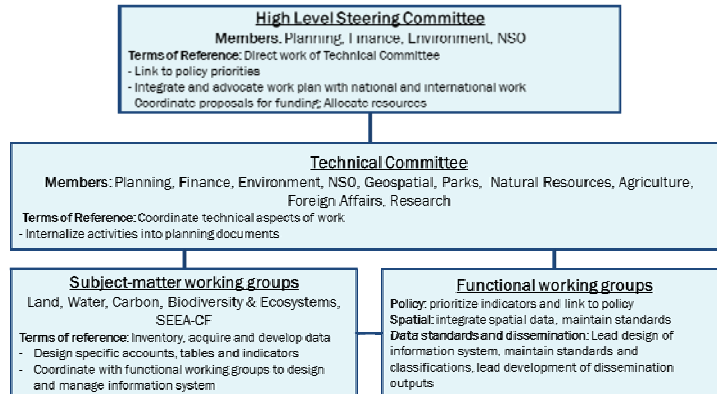 High Level Steering Committee
Members: Planning, Finance, Environment, NSO
Terms of Reference: Direct work of Technical Committee
- Link to policy priorities
- Integrate and advocate work plan with national and international work
Coordinate proposals for funding; Allocate resources
Technical Committee
Members: Planning, Finance, Environment, NSO, Geospatial, Parks, Natural Resources, Agriculture,
Foreign Affairs, Research
Terms of Reference: Coordinate technical aspects of work
- Internalize activities into planning documents
Subject-matter working groups
Land, Water, Carbon, Biodiversity & Ecosystems,
SEEA-CF
Terms of reference: Inventory, acquire and develop data
- Design specific accounts, tables and indicators
- Coordinate with functional working groups to design
and manage information system
Functional working groups
Policy: prioritize indicators and link to policy
Spatial: integrate spatial data, maintain standards
Data standards and dissemination: Lead design of
information system, maintain standards and
classifications, lead development of dissemination
outputs